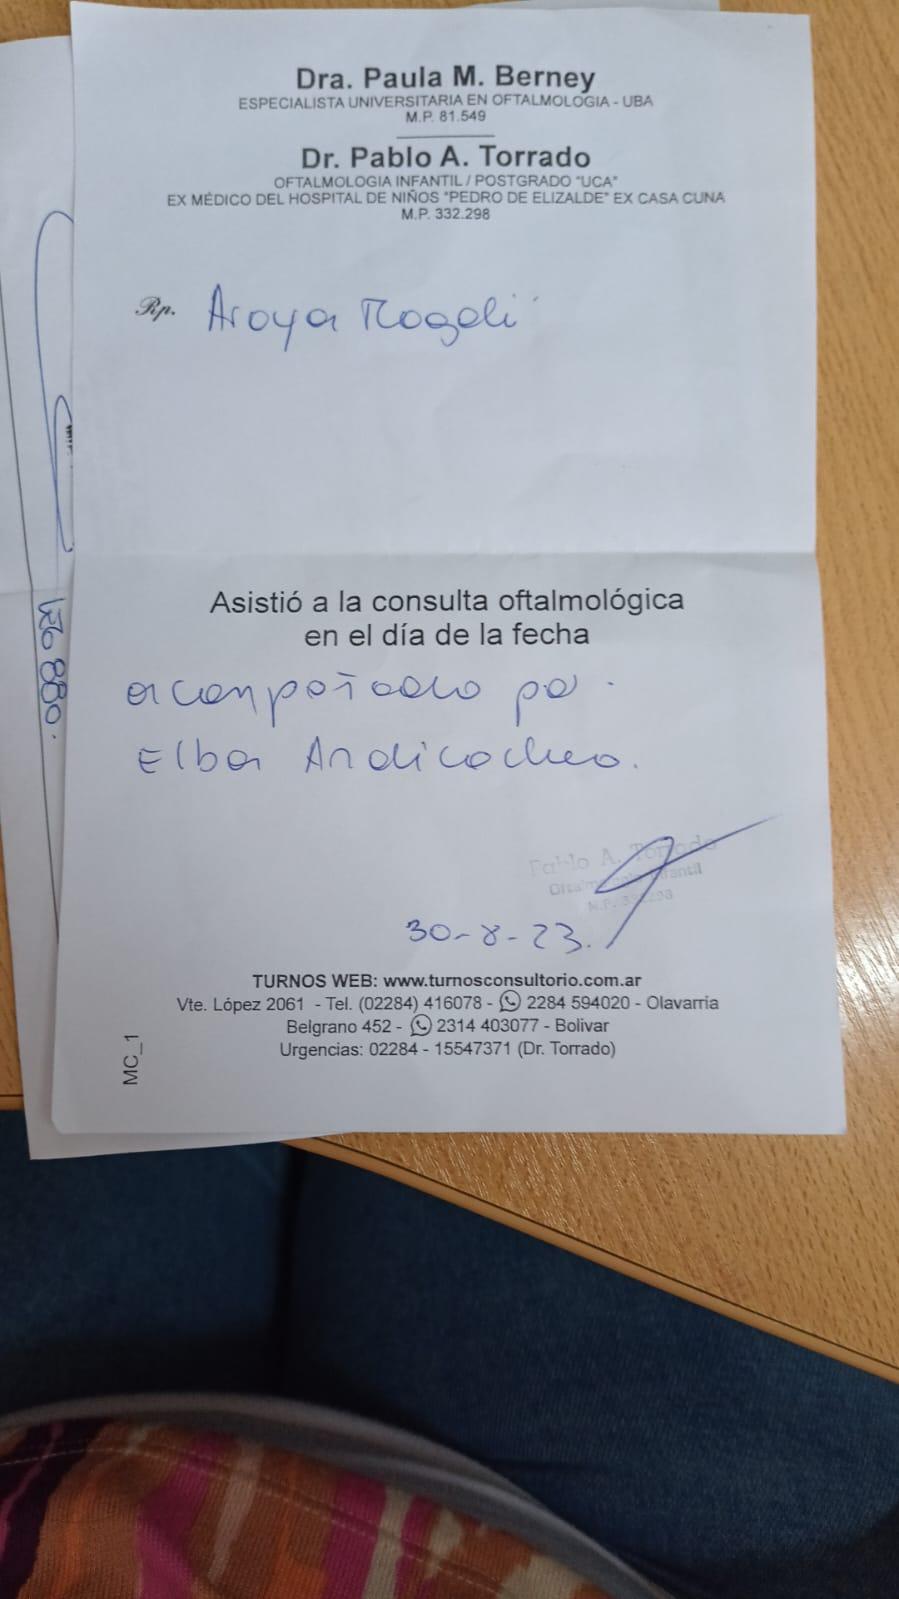 Dra. Paula M. Berney
ESPECIALISTA UNIVERSITARIA EN OFTALMOLOGIA - UBA
M.P. 81.549
Dr. Pablo A. Torrado
OFTALMOLOGIA INFANTIL / POSTGRADO "UCA"
EX MÉDICO DEL HOSPITAL DE NIÑOS "PEDRO DE ELIZALDE" EX CASA CUNA
M.P. 332.298
Rp. Aroya
Asistió a la consulta oftalmológica
en el día de la fecha
acompañado por
Elba Andicochea.
Pablo A. Torrado
Infantil
30-8-23.
TURNOS WEB: www.turnosconsultorio.com.ar
Vte. López 2061 - Tel. (02284) 416078 - 2284 594020 - Olavarria
Belgrano 452 - 2314 403077 - Bolivar
Urgencias: 02284 - 15547371 (Dr. Torrado)
MC_1